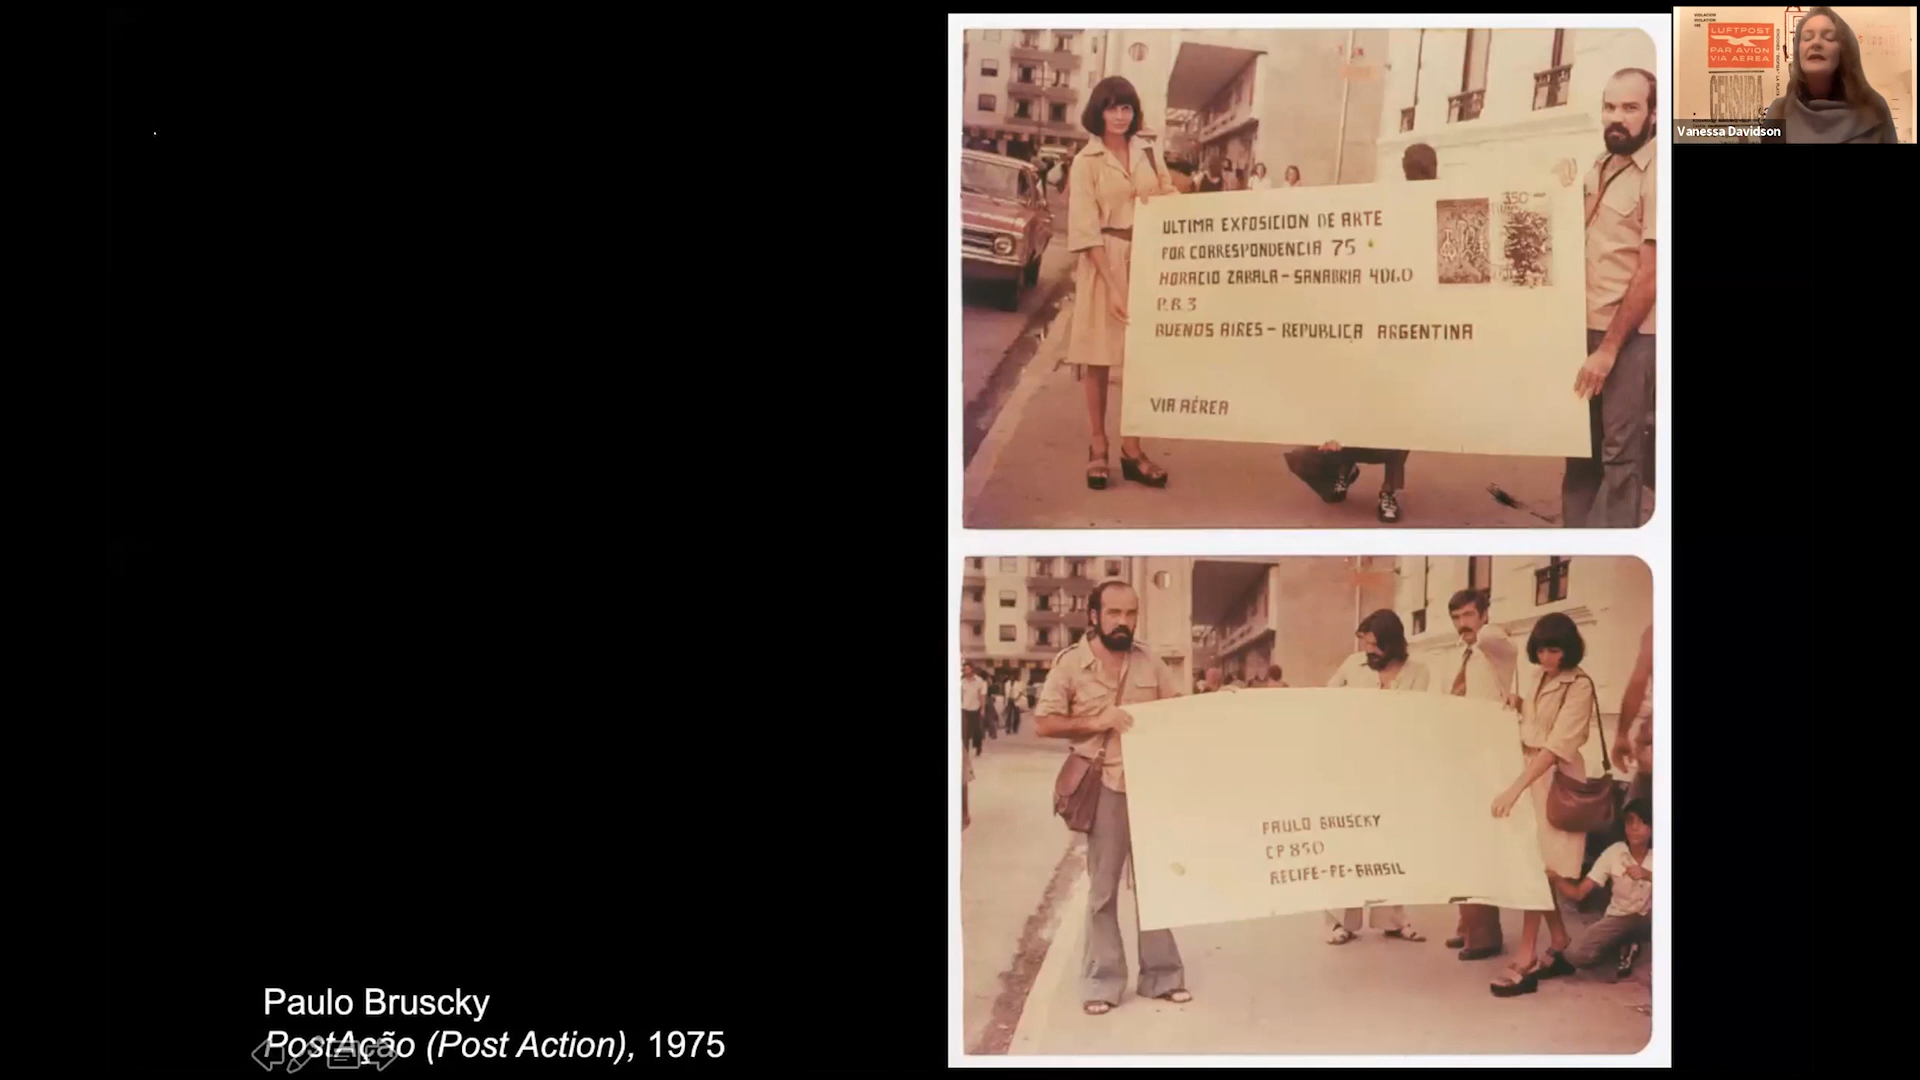 ULTIMA EXPOSICION DE ARTE
POR CORRESPONDENCIA 75
HORACIO ZABALA - SANABRIA 4060
P.B. 3
BUENOS AIRES - REPUBLICA ARGENTINA
VIA AÉREA
350
PAULO BRUSCKY
CP 850
RECIFE-PE-BRASIL
Paulo Bruscky
PostAção (Post Action), 1975
LUFTPOST
PAR AVION
VIA AEREA
Vanessa Davidson